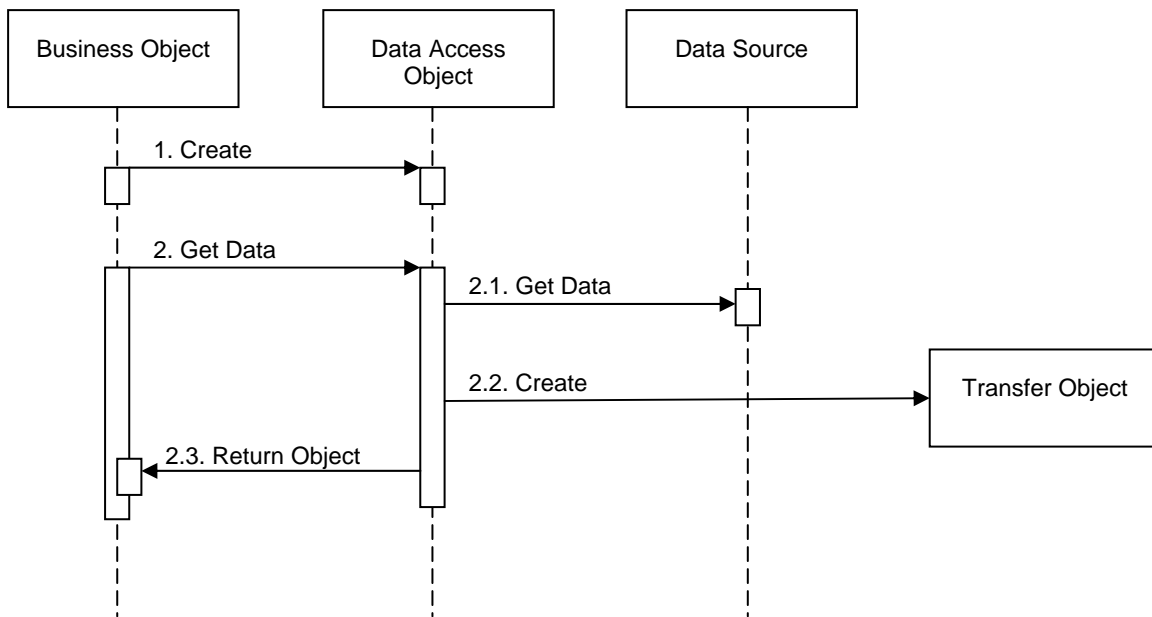 Business Object
Data Access
Object
Data Source
1. Create
2. Get Data
2.1. Get Data
2.2. Create
Transfer Object
2.3. Return Object